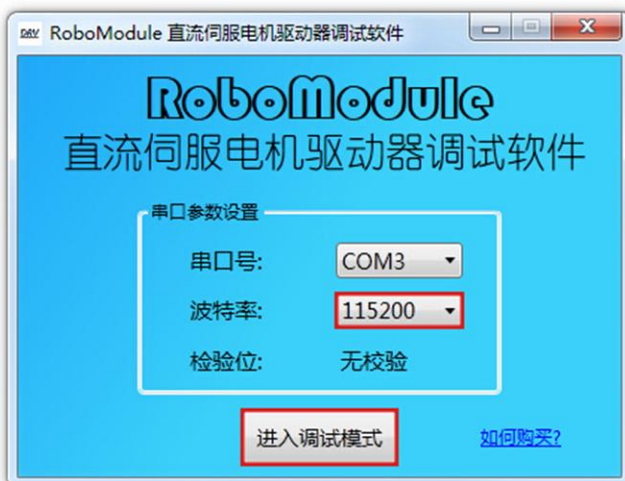 DRV RoboModule 直流伺服电机驱动器调试软件
RoboModule
直流伺服电机驱动器调试软件
串口参数设置
串口号: COM3
波特率: 115200
检验位: 无校验
进入调试模式 如何购买?